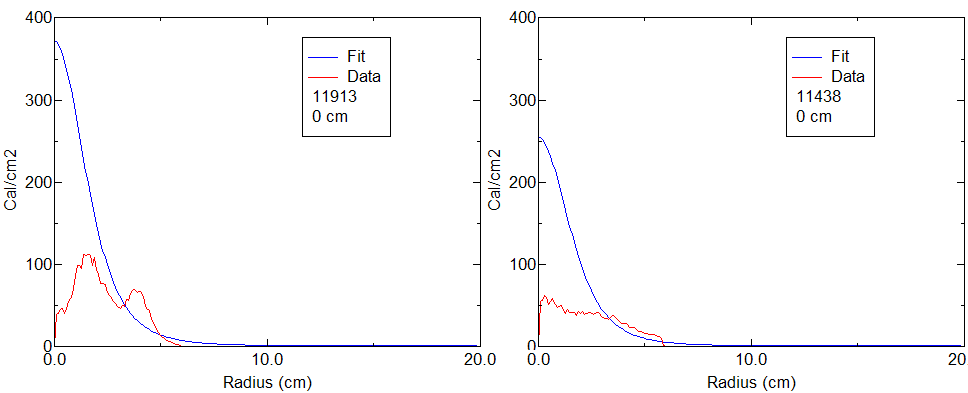 400
300
200
100
0
Cal/cm2
0.0
10.0
20.0
Radius (cm)
Fit
Data
11913
0 cm
400
300
200
100
0
Cal/cm2
0.0
10.0
20.0
Radius (cm)
Fit
Data
11438
0 cm